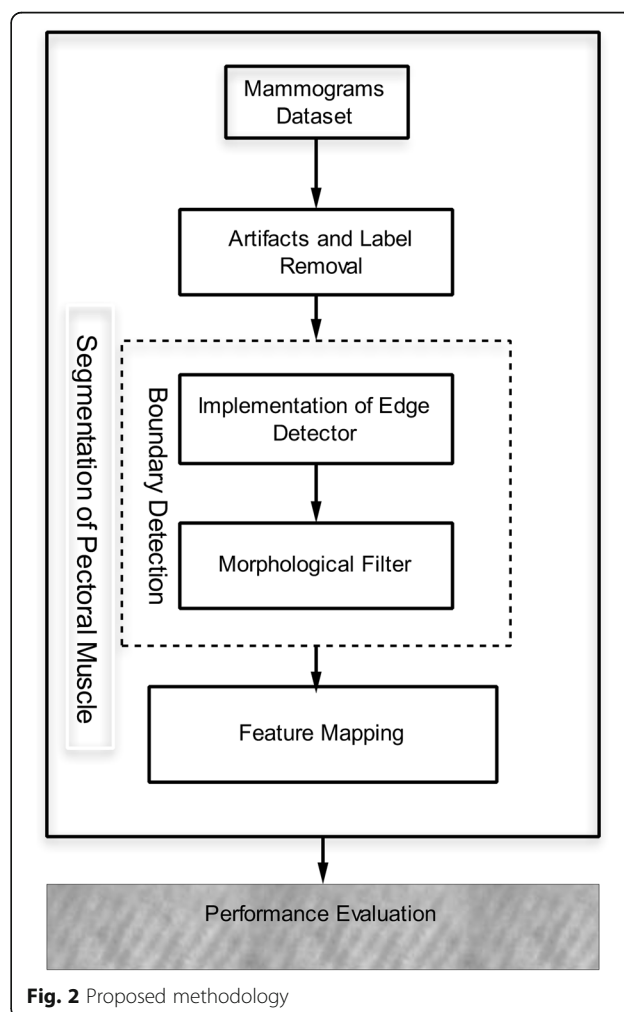 Mammograms
Dataset
Artifacts and Label
Removal
Segmentation of Pectoral Muscle
Boundary Detection
Implementation of Edge
Detector
Morphological Filter
Feature Mapping
Performance Evaluation
Fig. 2 Proposed methodology